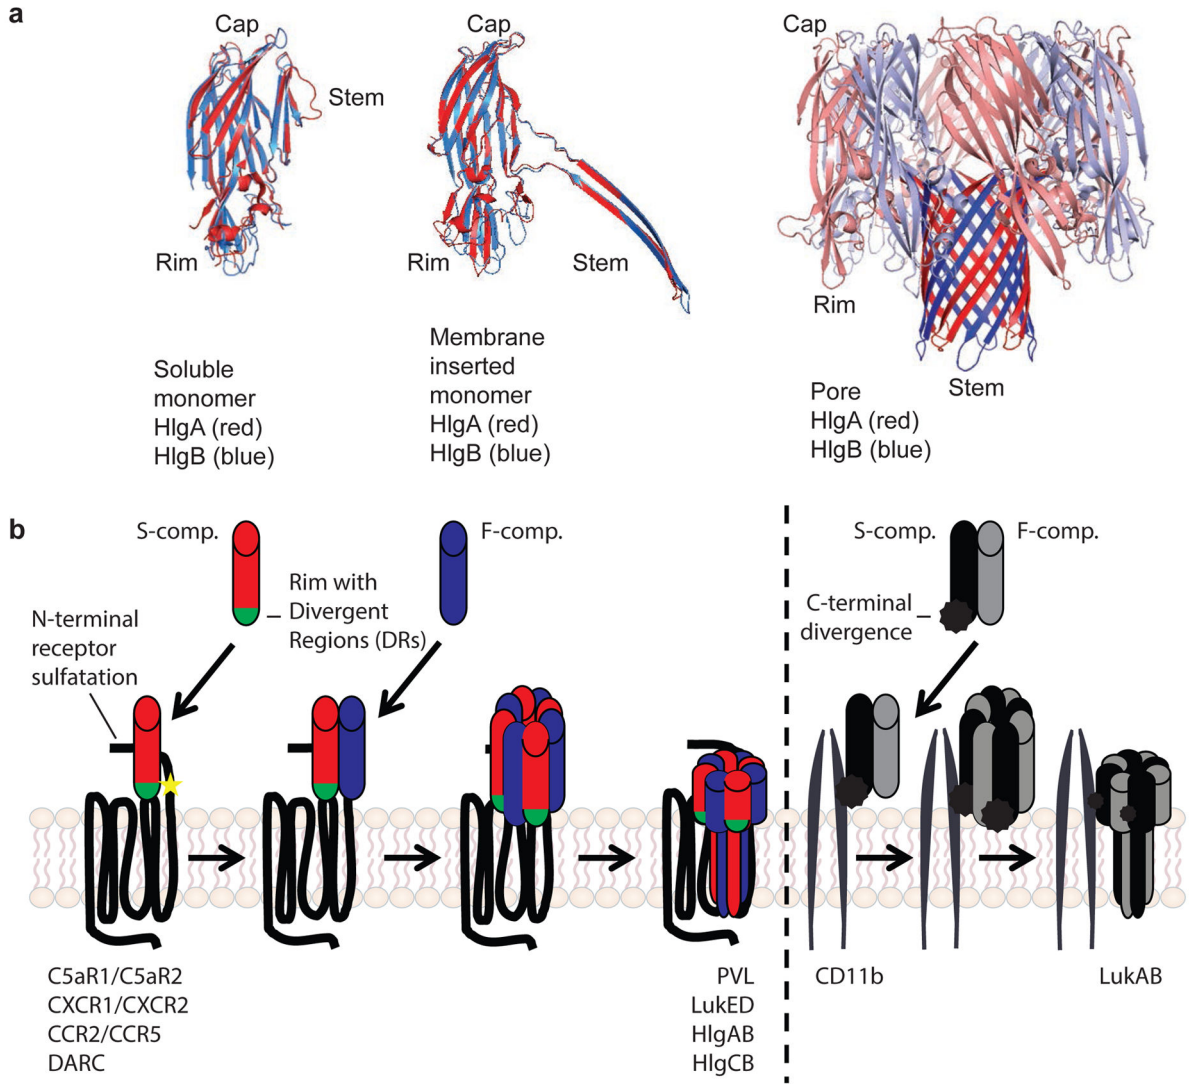 a
Cap
Stem
Rim
Soluble
monomer
HlgA (red)
HlgB (blue)
Cap
Rim
Stem
Membrane
inserted
monomer
HlgA (red)
HlgB (blue)
Cap
Rim
Stem
Pore
HlgA (red)
HlgB (blue)
b
S-comp.
F-comp.
Rim with
Divergent
Regions (DRs)
N-terminal
receptor
sulfatation
C5aR1/C5aR2
CXCR1/CXCR2
CCR2/CCR5
DARC
PVL
LukED
HlgAB
HlgCB
S-comp.
F-comp.
C-terminal
divergence
CD11b
LukAB